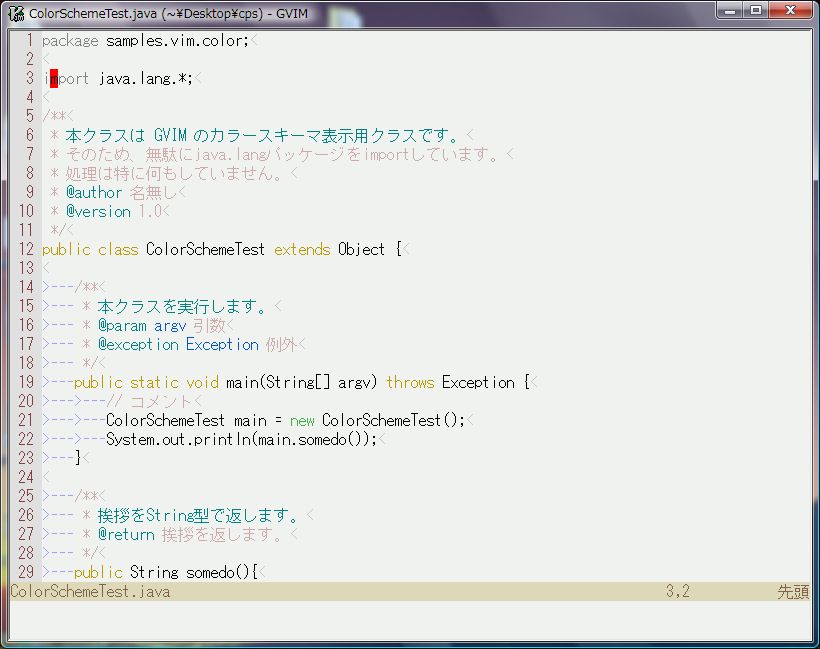 ColorSchemeTest.java (~¥Desktop¥cps) - GVIM
1 package samples.vim.color;<
2 <
3 import java.lang.*;<
4 <
5 /**<
6  * 本クラスは GVIM のカラースキーマ表示用クラスです。<
7  * そのため、無駄にjava.langパッケージをimportしています。<
8  * 処理は特に何もしていません。<
9  * @author 名無し<
10  * @version 1.0<
11  */<
12 public class ColorSchemeTest extends Object {<
13 <
14 >---/**<
15 >--- * 本クラスを実行します。<
16 >--- * @param argv 引数<
17 >--- * @exception Exception 例外<
18 >--- */<
19 >---public static void main(String[] argv) throws Exception {<
20 >--->---// コメント<
21 >--->---ColorSchemeTest main = new ColorSchemeTest();<
22 >--->---System.out.println(main.somedo());<
23 >---}<
24 <
25 >---/**<
26 >--- * 挨拶をString型で返します。<
27 >--- * @return 挨拶を返します。<
28 >--- */<
29 >---public String somedo(){<
ColorSchemeTest.java 3,2 先頭